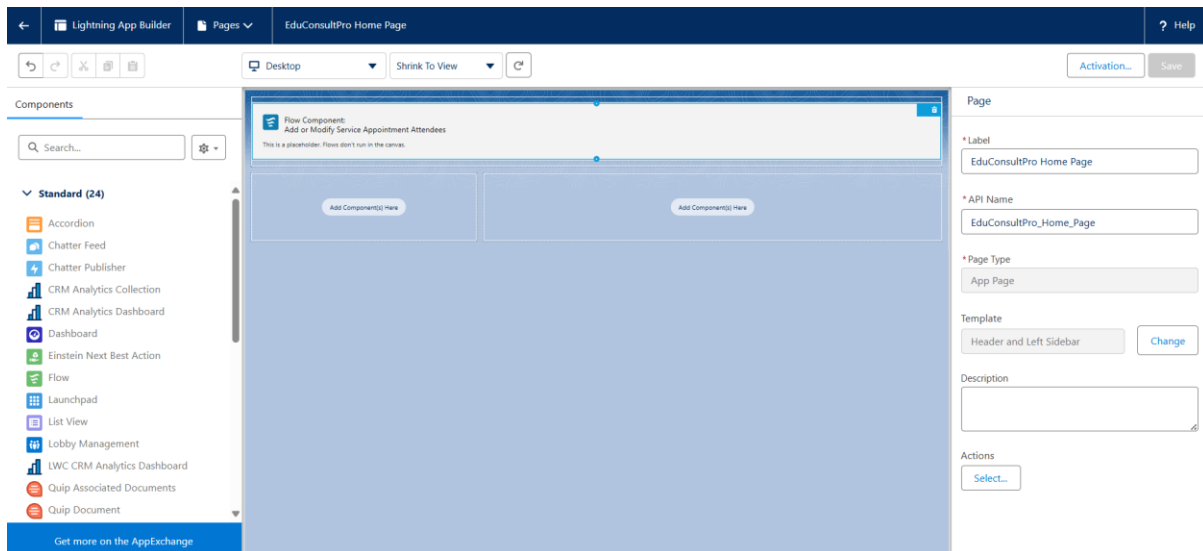 Lightning App Builder
Pages
EduConsultPro Home Page
? Help
Desktop
Shrink To View
Activation...
Save
Components
Search...
Standard (24)
Accordion
Chatter Feed
Chatter Publisher
CRM Analytics Collection
CRM Analytics Dashboard
Dashboard
Einstein Next Best Action
Flow
Launchpad
List View
Lobby Management
LWC CRM Analytics Dashboard
Quip Associated Documents
Quip Document
Get more on the AppExchange
Flow Component:
Add or Modify Service Appointment Attendees
This is a placeholder. Flows don't run in the canvas.
Add Component(s) Here
Add Component(s) Here
Page
*Label
EduConsultPro Home Page
*API Name
EduConsultPro_Home_Page
*Page Type
App Page
Template
Header and Left Sidebar
Change
Description
Actions
Select...